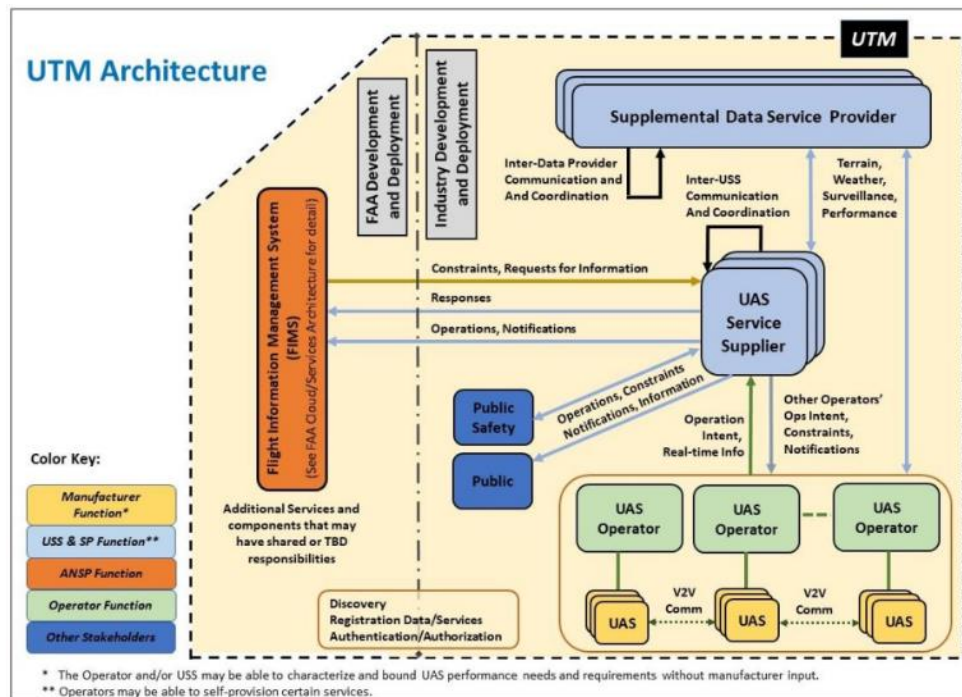 UTM
UTM Architecture
FAA Development
and Deployment
Industry Development
and Deployment
Supplemental Data Service Provider
Inter-Data Provider
Communication and
And Coordination
Inter-USS
Communication
And Coordination
Terrain,
Weather,
Surveillance,
Performance
Flight Information Management System
(FIMS)
(See FAA Cloud/Services Architecture for detail)
Constraints, Requests for Information
Responses
Operations, Notifications
UAS
Service
Supplier
Operations, Constraints
Notifications, Information
Public
Safety
Public
Operation
Intent,
Real-time Info
Other Operators'
Ops Intent,
Constraints,
Notifications
Color Key:
Manufacturer
Function*
USS & SP Function**
ANSP Function
Operator Function
Other Stakeholders
Additional Services and
components that may
have shared or TBD
responsibilities
Discovery
Registration Data/Services
Authentication/Authorization
UAS
Operator
UAS
Operator
UAS
Operator
V2V
Comm
V2V
Comm
UAS
UAS
UAS
* The Operator and/or USS may be able to characterize and bound UAS performance needs and requirements without manufacturer input.
** Operators may be able to self-provision certain services.